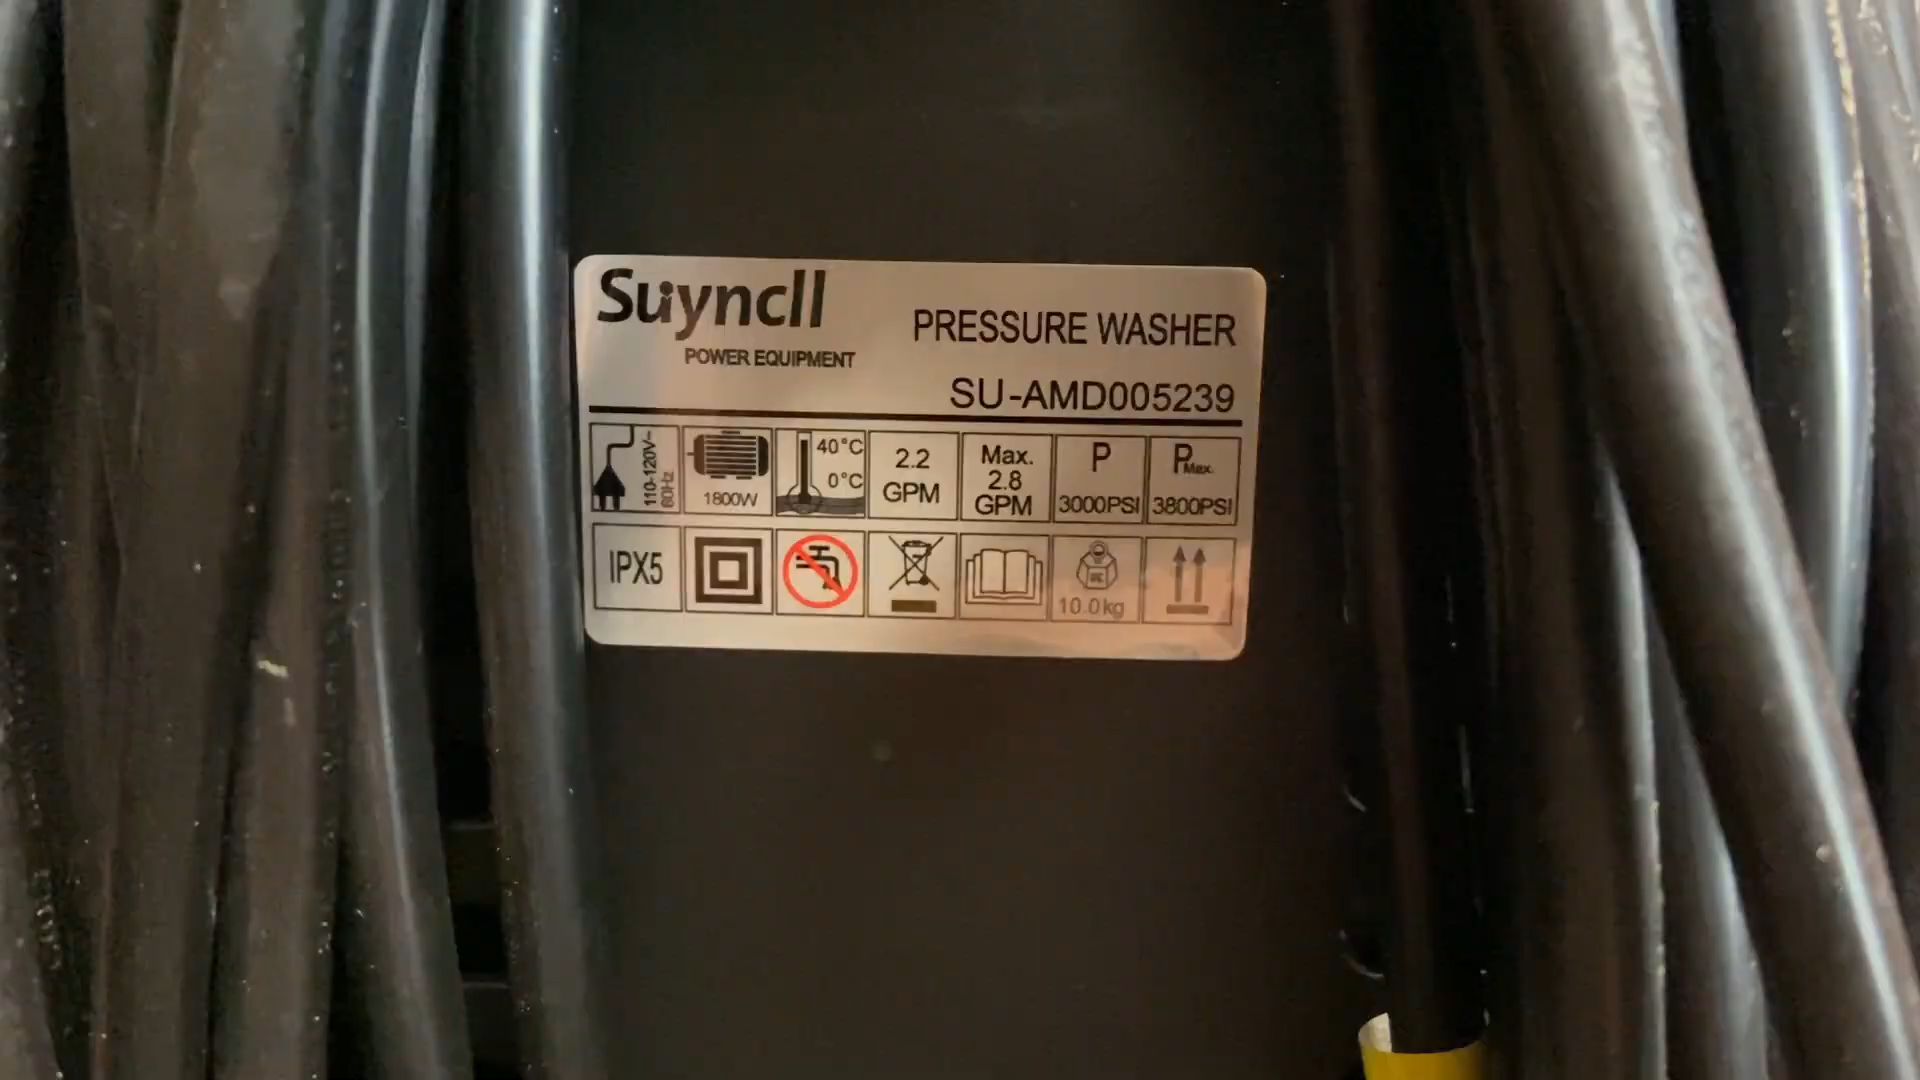 Suyncll
POWER EQUIPMENT
PRESSURE WASHER
SU-AMD005239
110-120V~
60Hz
1800W
40°C
0°C
2.2
GPM
Max.
2.8
GPM
P
3000PSI
PMax.
3800PSI
IPX5
10.0kg